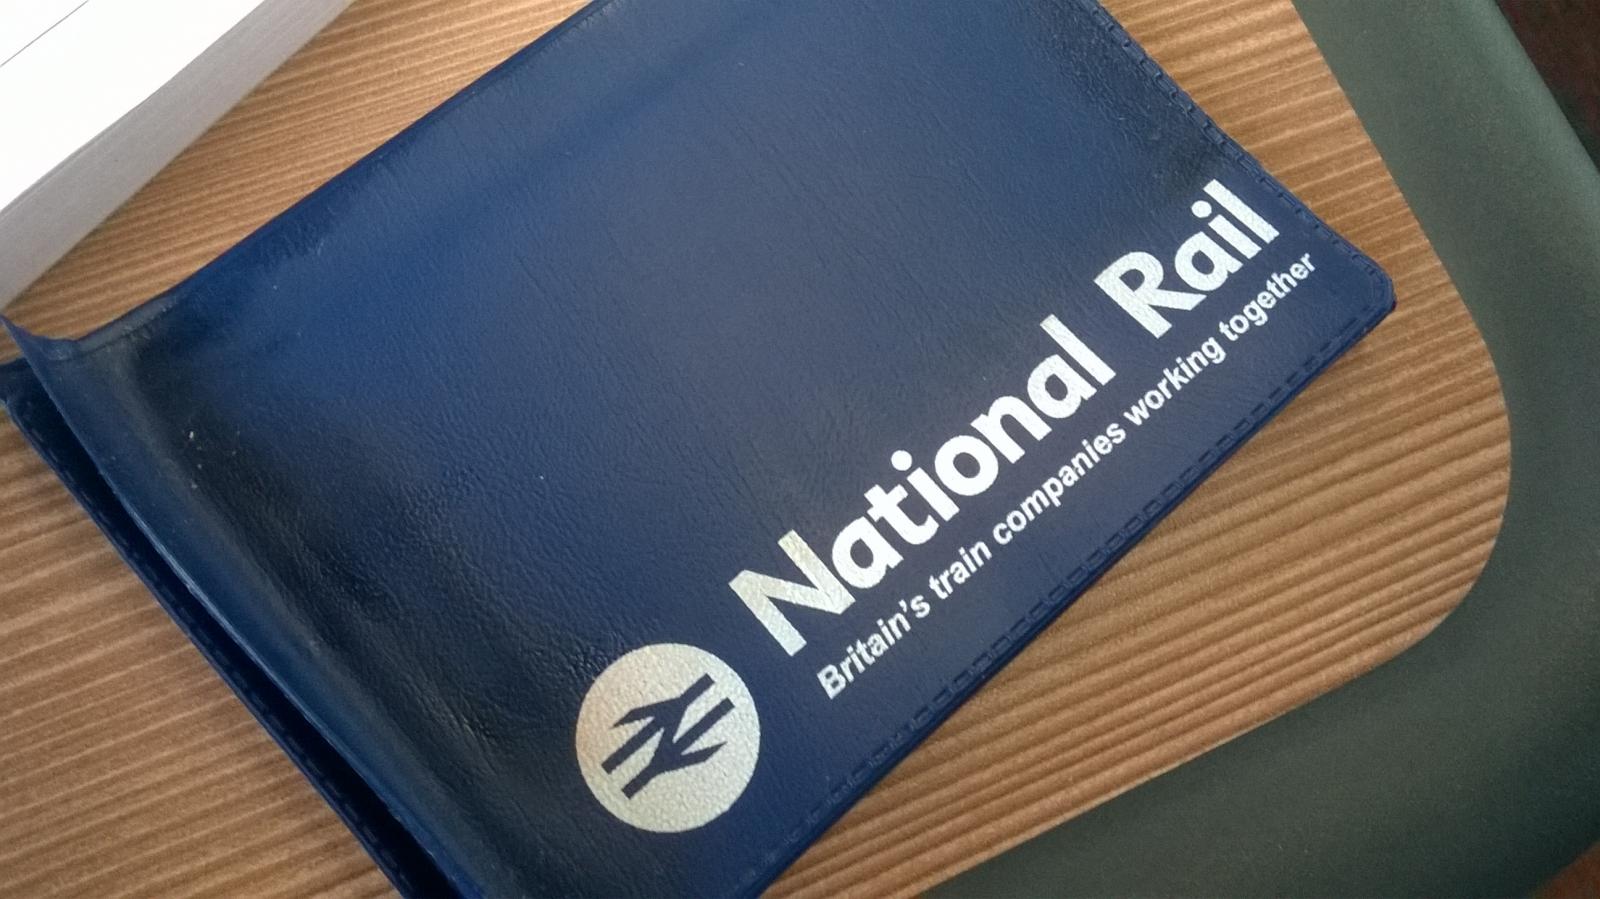 National Rail
Britain's train companies working together